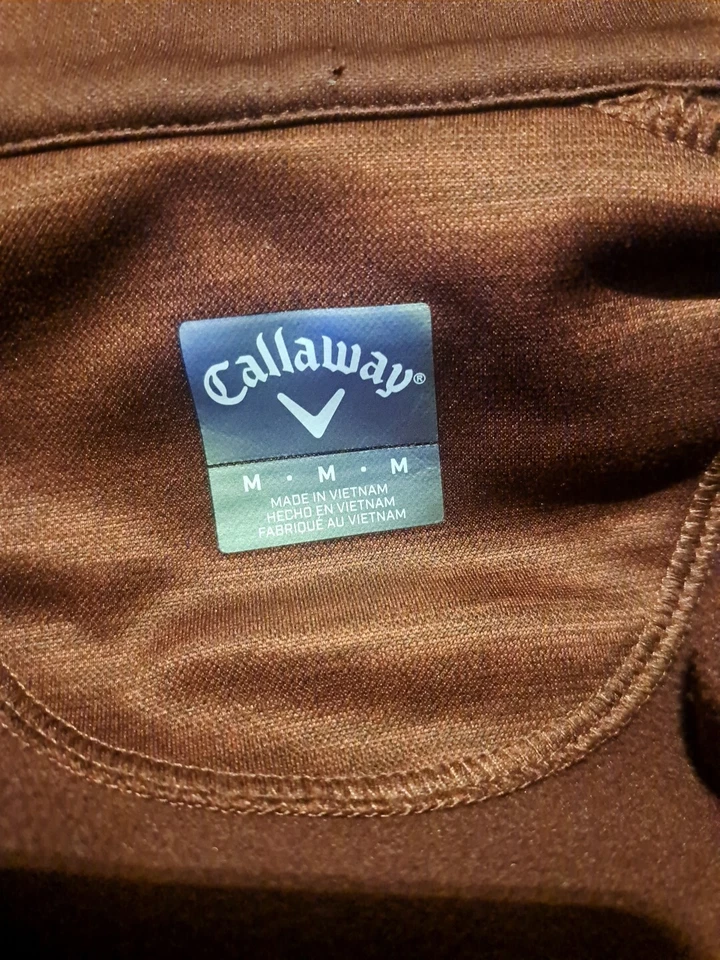 Callaway®
M · M · M
MADE IN VIETNAM
HECHO EN VIETNAM
FABRIQUÉ AU VIETNAM